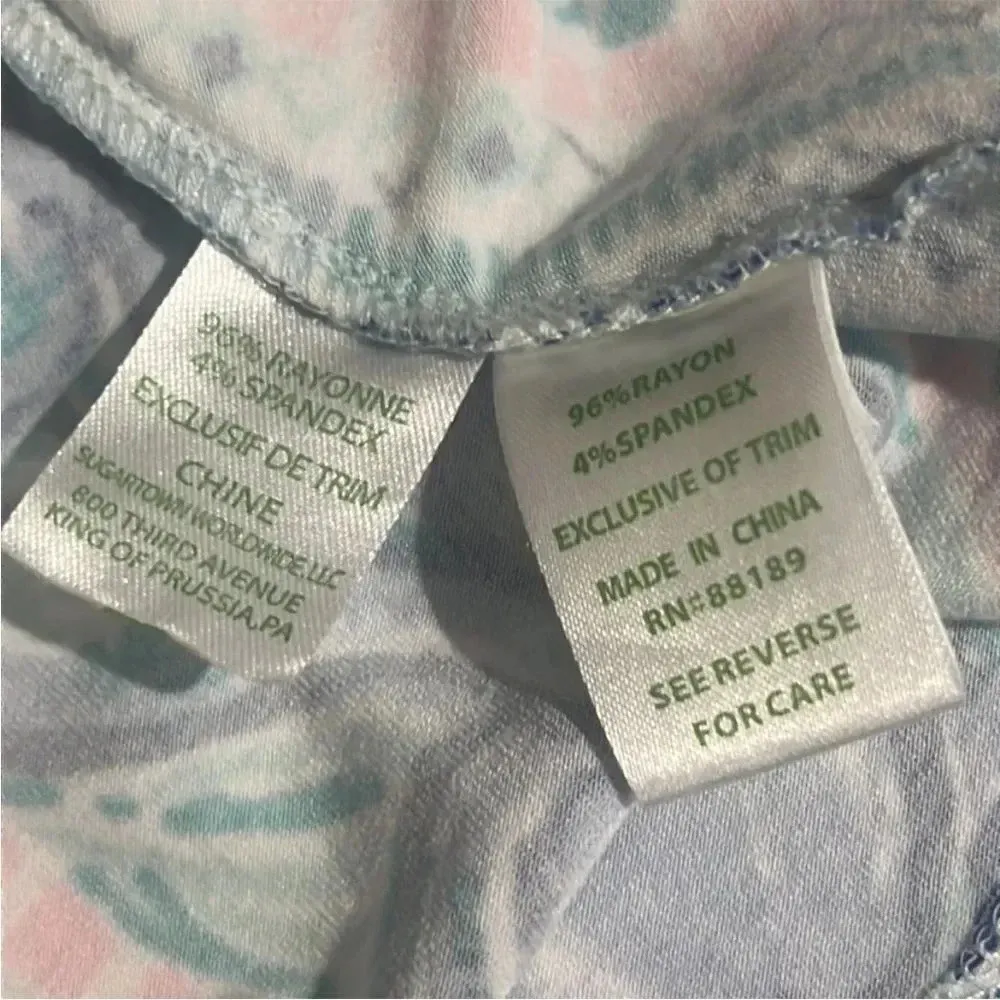 96% RAYONNE
4% SPANDEX
EXCLUSIF DE TRIM
CHINE
SUGARTOWN WORLDWIDE.LLC
800 THIRD AVENUE
KING OF PRUSSIA,PA
96%RAYON
4%SPANDEX
EXCLUSIVE OF TRIM
MADE IN CHINA
RN#88189
SEE REVERSE
FOR CARE